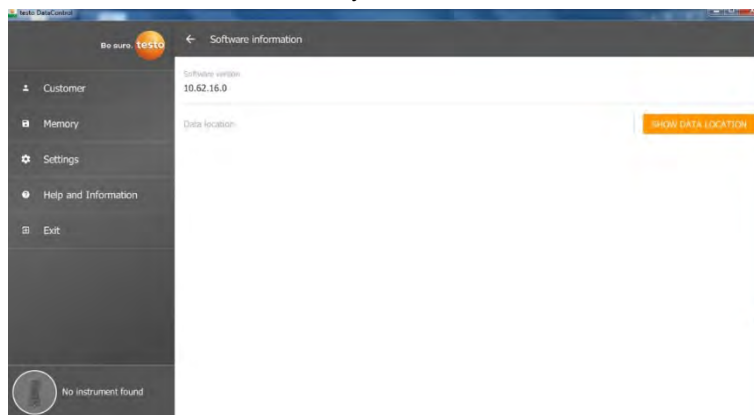 testo DataControl
Be sure. testo
← Software information
Customer
Memory
Settings
Help and Information
Exit
No instrument found
Software version
10.62.16.0
Data location
SHOW DATA LOCATION